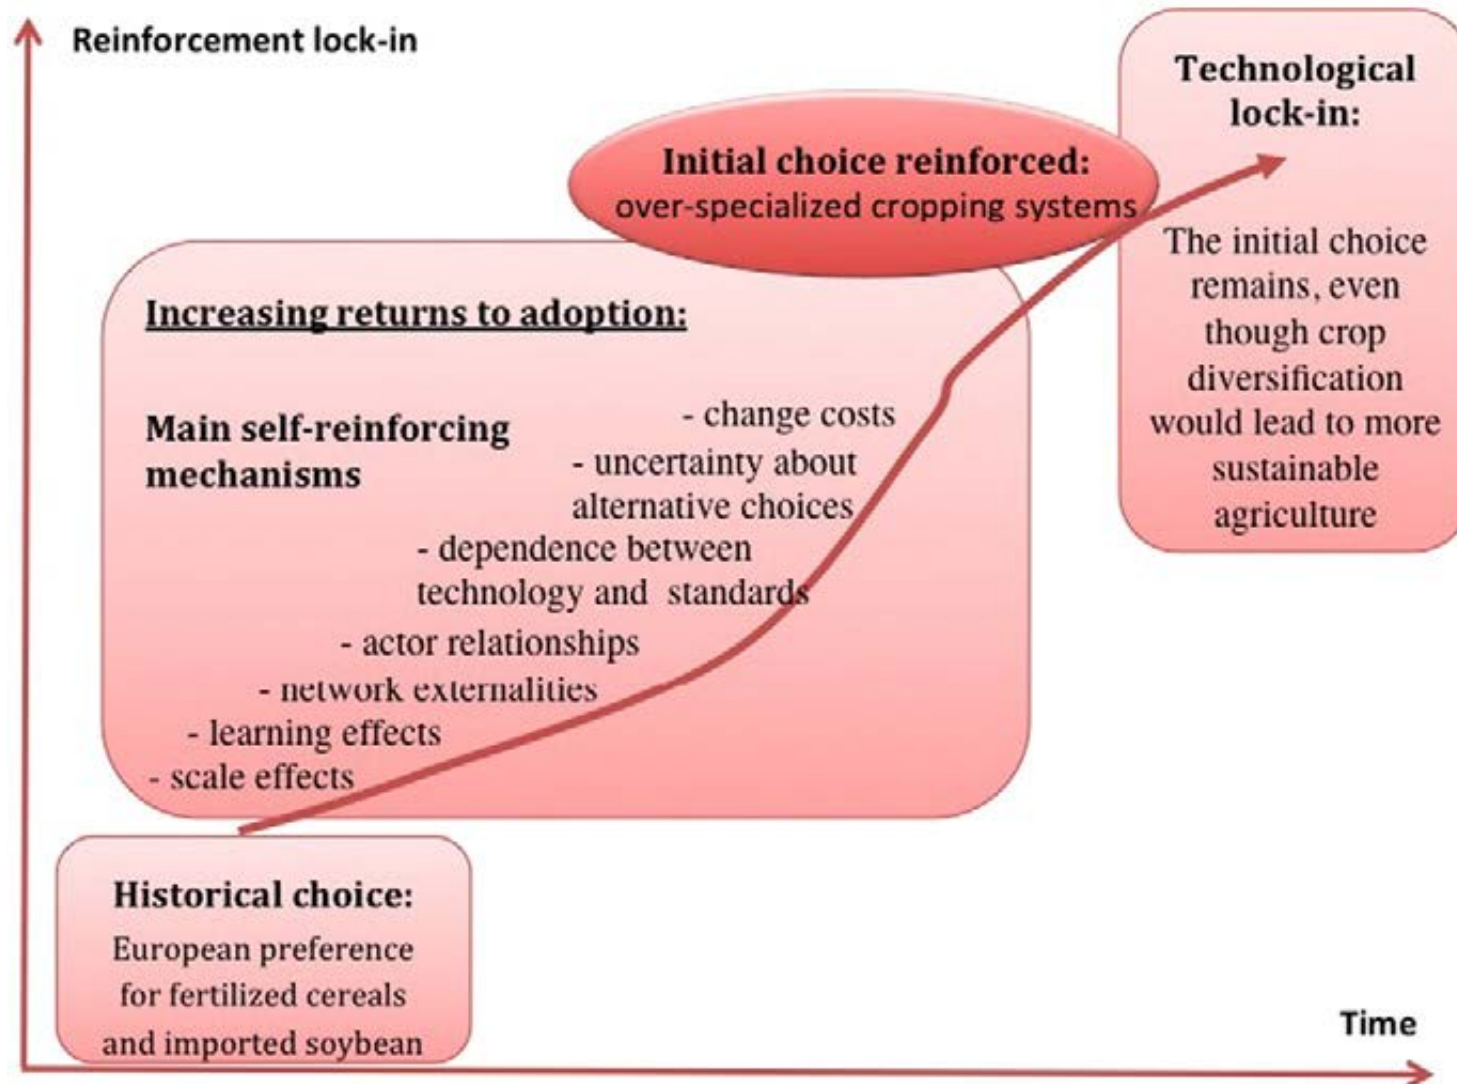 Reinforcement lock-in
Technological
lock-in:
The initial choice
remains, even
though crop
diversification
would lead to more
sustainable
agriculture
Initial choice reinforced:
over-specialized cropping systems
Increasing returns to adoption:
Main self-reinforcing
mechanisms
- change costs
- uncertainty about
alternative choices
- dependence between
technology and standards
- actor relationships
- network externalities
- learning effects
- scale effects
Historical choice:
European preference
for fertilized cereals
and imported soybean
Time